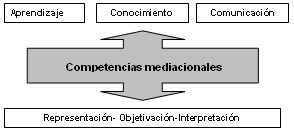 Aprendizaje Conocimiento Comunicación
Competencias mediacionales
Representación- Objetivación-Interpretación